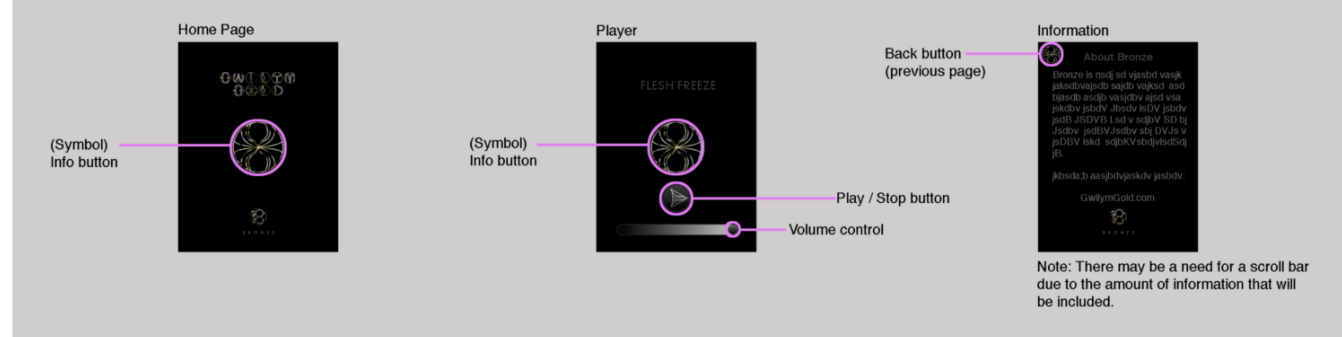 Home Page
GWILYM
GOLD
(Symbol)
Info button
BRONZE
Player
FLESH FREEZE
(Symbol)
Info button
Play / Stop button
Volume control
Information
Back button
(previous page)
About Bronze
Bronze is nsdj sd vjasbd vasjk
jaksdbvajsdb sajdb vajksd asd
bjasdb asdjb vasjdbv ajsd vsa
jskdbv jsbdV Jbsdv lsDV jsbdv
jsdB JSDVB Lsd v sdjbV SD bj
Jsdbv jsdBVJsdbv sbj DVJs v
jsDBV lskd sdjbKVsbdjvlsdSdj
jB.
jkbsda;b aasjbdvjaskdv jasbdv:
GwilymGold.com
BRONZE
Note: There may be a need for a scroll bar
due to the amount of information that will
be included.